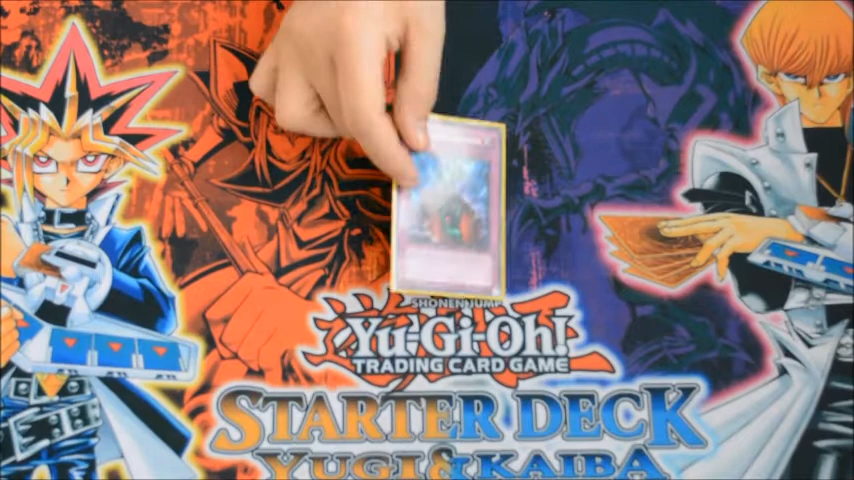 SHONEN JUMP
Yu-Gi-Oh!
TRADING CARD GAME
STARTER DECK
YUGI & KAIBA